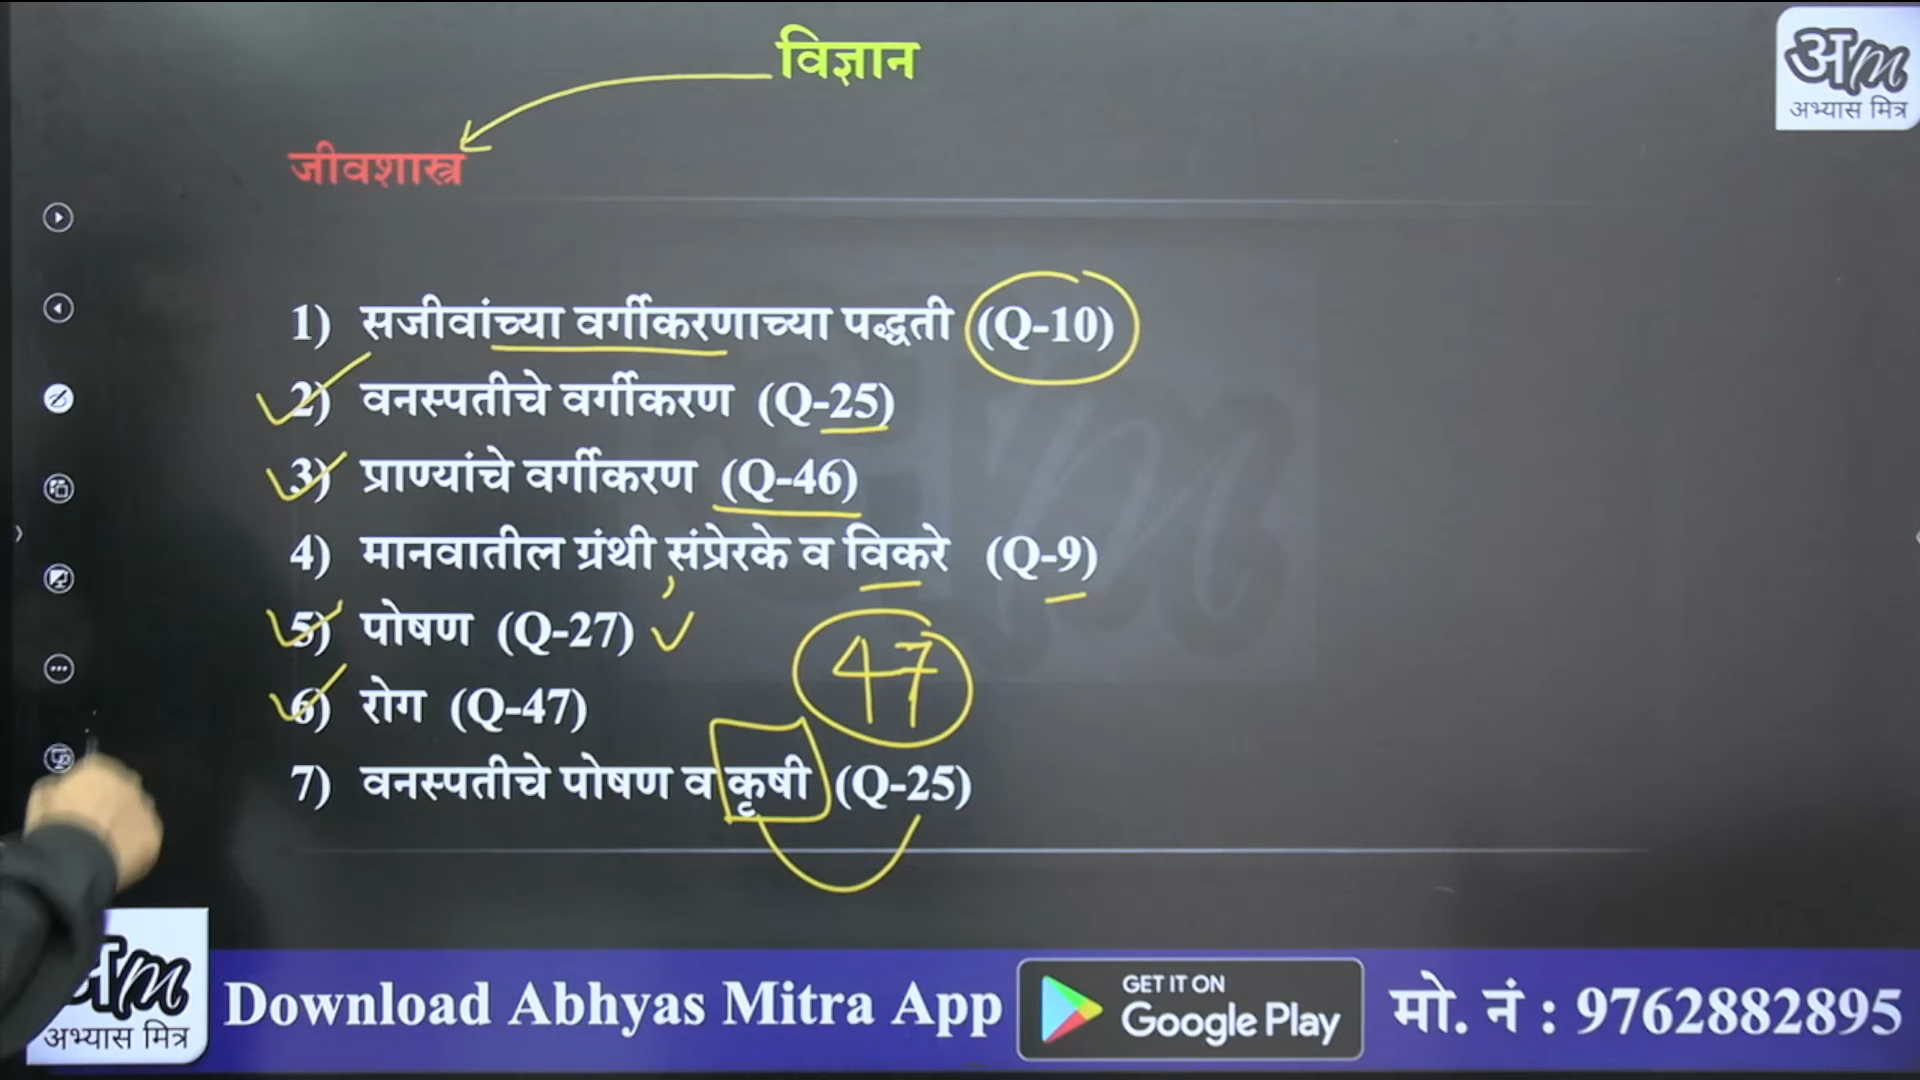 विज्ञान
अm
अभ्यास मित्र
जीवशास्त्र
1) सजीवांच्या वर्गीकरणाच्या पद्धती (Q-10)
2) वनस्पतीचे वर्गीकरण (Q-25)
3) प्राण्यांचे वर्गीकरण (Q-46)
4) मानवातील ग्रंथी संप्रेरके व विकरे (Q-9)
5) पोषण (Q-27)
47
6) रोग (Q-47)
7) वनस्पतीचे पोषण व कृषी (Q-25)
अm
अभ्यास मित्र
Download Abhyas Mitra App
GET IT ON
Google Play
मो. नं : 9762882895